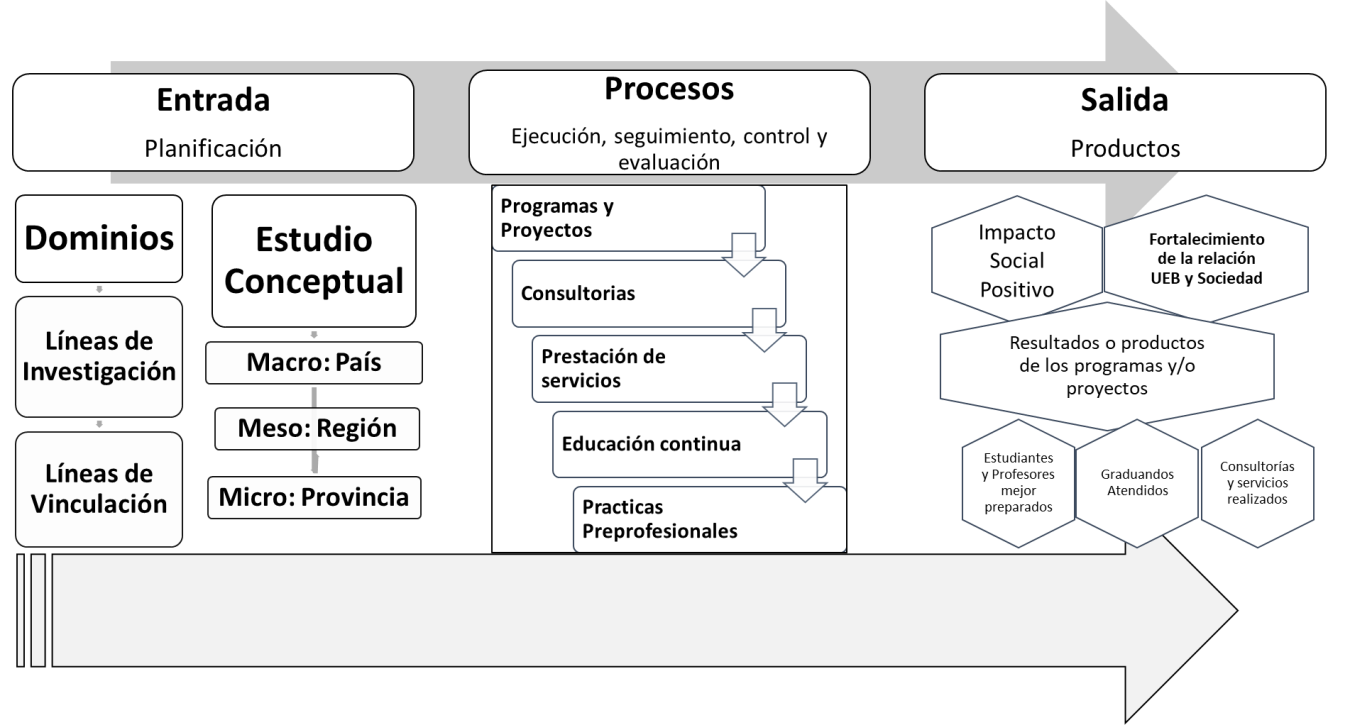 Entrada
Planificación
Procesos
Ejecución, seguimiento, control y
evaluación
Salida
Productos
Dominios
Líneas de
Investigación
Líneas de
Vinculación
Estudio
Conceptual
Macro: País
Meso: Región
Micro: Provincia
Programas y
Proyectos
Consultorias
Prestación de
servicios
Educación continua
Practicas
Preprofesionales
Impacto
Social
Positivo
Fortalecimiento
de la relación
UEB y Sociedad
Resultados o productos
de los programas y/o
proyectos
Estudiantes
y Profesores
mejor
preparados
Graduandos
Atendidos
Consultorías
y servicios
realizados